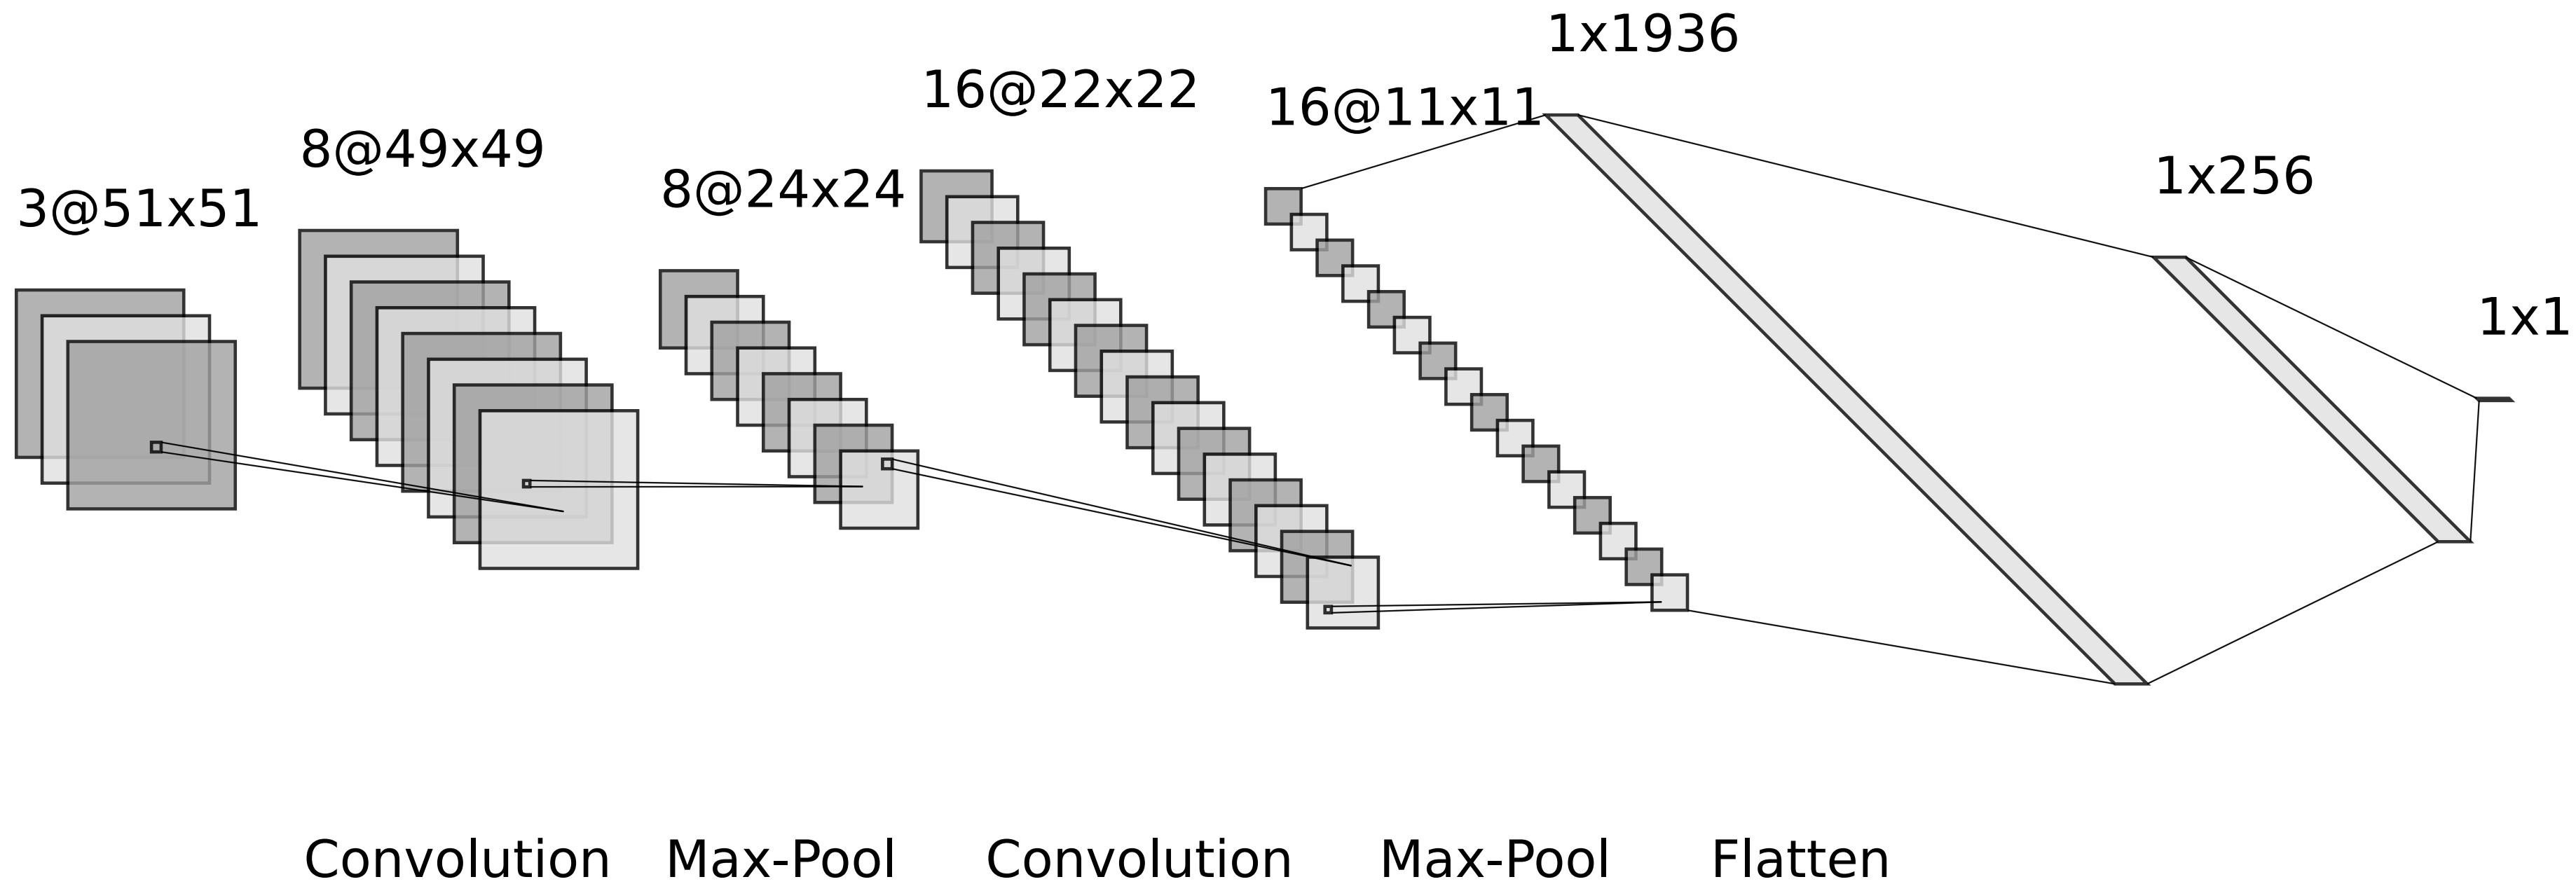 3@51x51
8@49x49
8@24x24
16@22x22
16@11x11
1x1936
1x256
1x1
Convolution
Max-Pool
Convolution
Max-Pool
Flatten